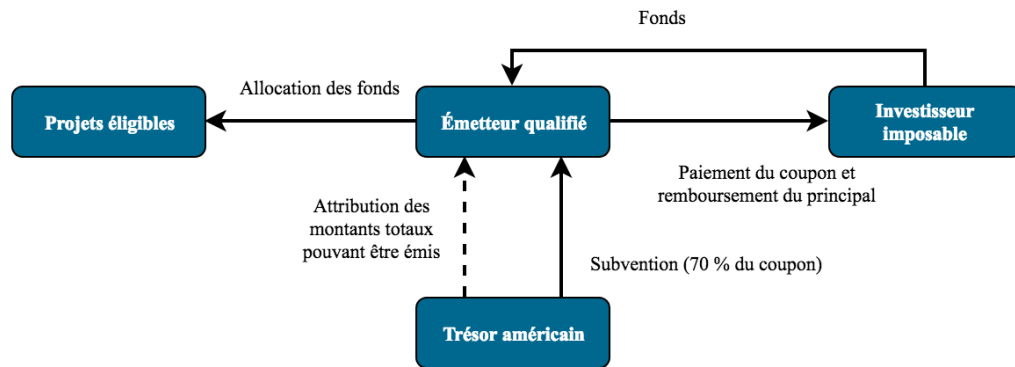 Fonds
Allocation des fonds
Projets éligibles
Émetteur qualifié
Investisseur
imposable
Paiement du coupon et
remboursement du principal
Attribution des
montants totaux
pouvant être émis
Subvention (70 % du coupon)
Trésor américain